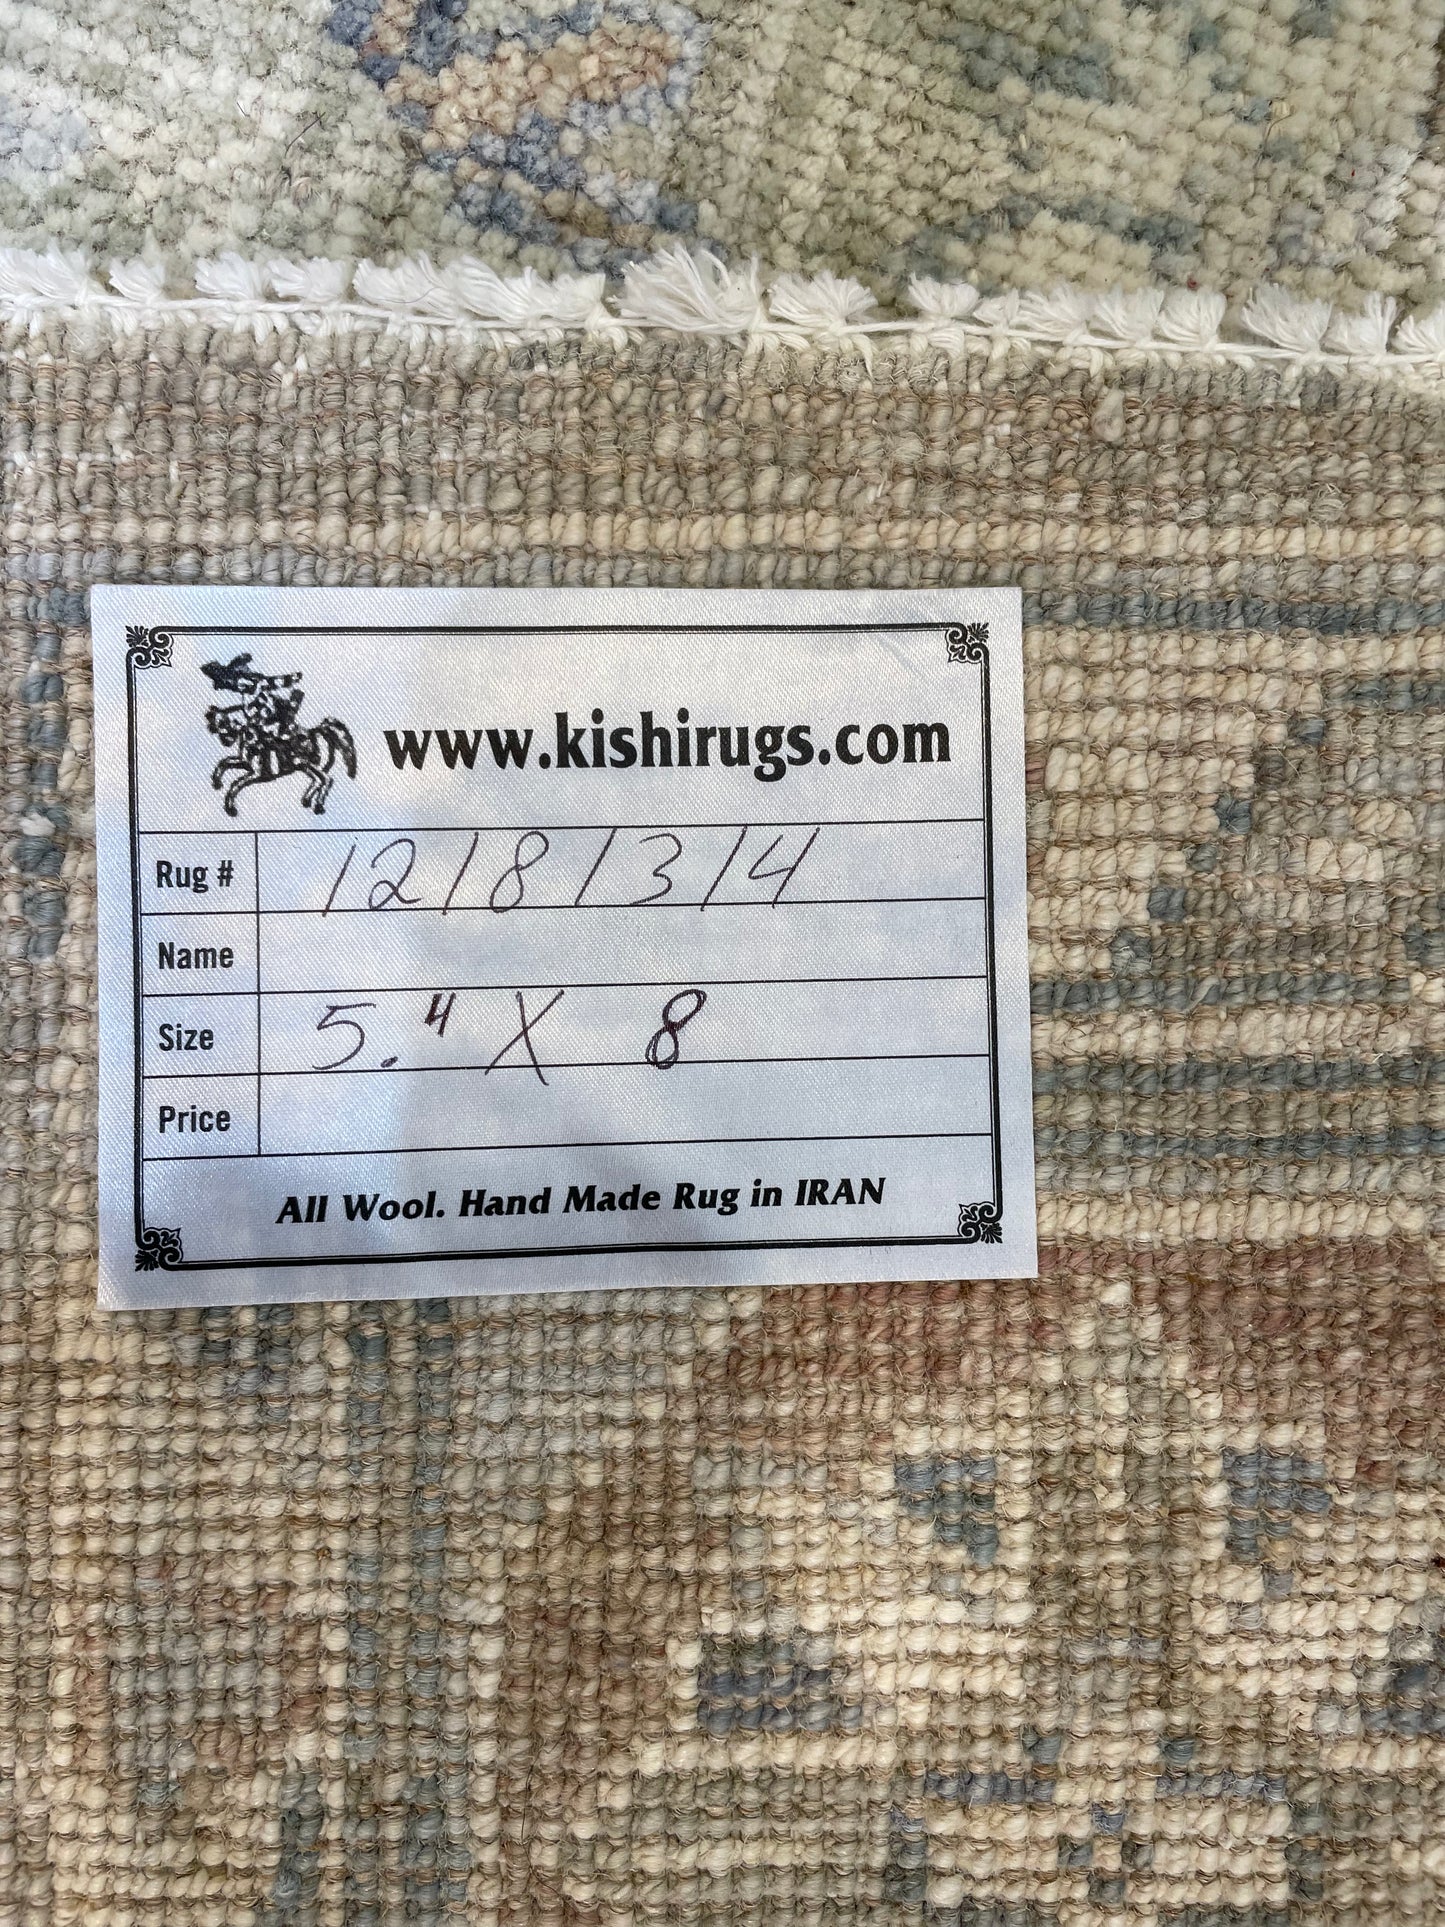 www.kishirugs.com
Rug # 12181314
Name
Size 5.4 X 8
Price
All Wool. Hand Made Rug in IRAN